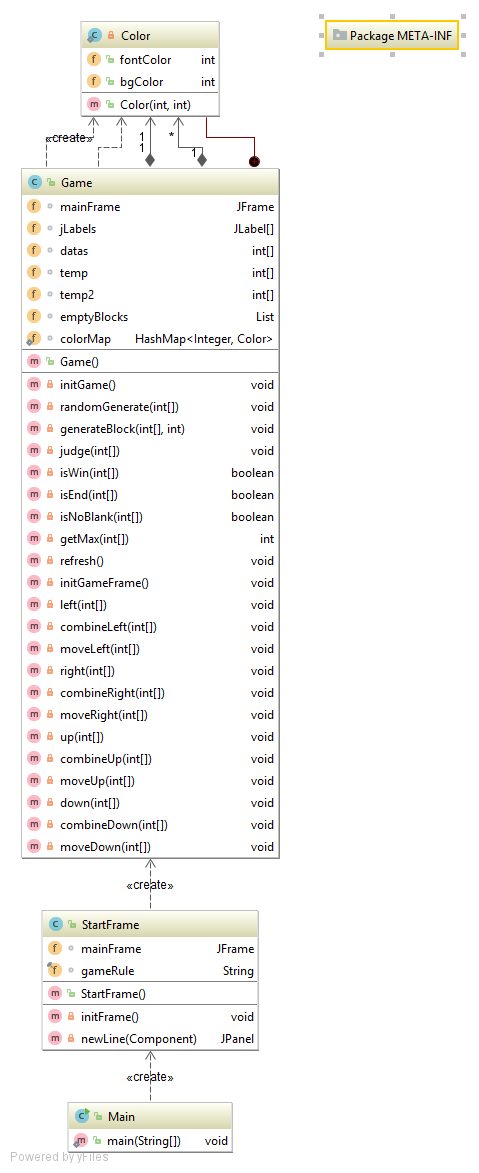 Color
fontColor int
bgColor int
Color(int, int)
Package META-INF
«create»
1
1
*
1
Game
mainFrame JFrame
jLabels JLabel[]
datas int[]
temp int[]
temp2 int[]
emptyBlocks List
colorMap HashMap<Integer, Color>
Game()
initGame() void
randomGenerate(int[]) void
generateBlock(int[], int) void
judge(int[]) void
isWin(int[]) boolean
isEnd(int[]) boolean
isNoBlank(int[]) boolean
getMax(int[]) int
refresh() void
initGameFrame() void
left(int[]) void
combineLeft(int[]) void
moveLeft(int[]) void
right(int[]) void
combineRight(int[]) void
moveRight(int[]) void
up(int[]) void
combineUp(int[]) void
moveUp(int[]) void
down(int[]) void
combineDown(int[]) void
moveDown(int[]) void
«create»
StartFrame
mainFrame JFrame
gameRule String
StartFrame()
initFrame() void
newLine(Component) JPanel
«create»
Main
main(String[]) void
Powered by yFiles